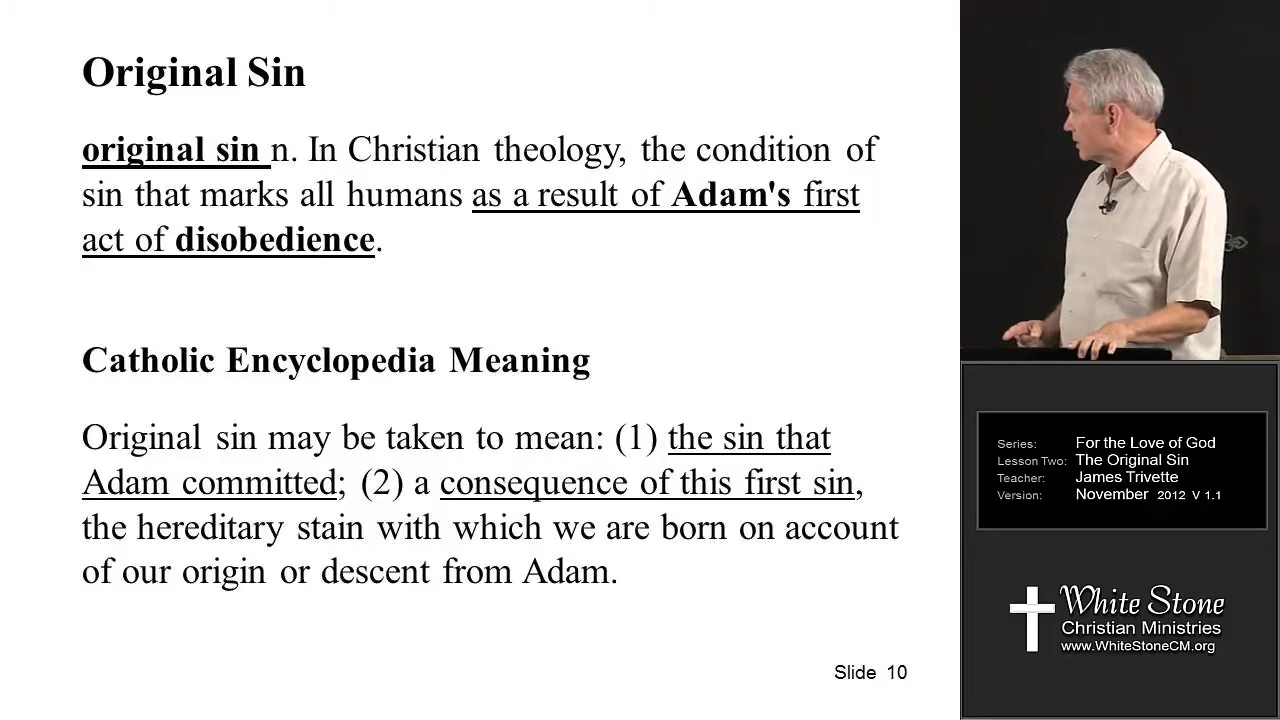 Original Sin
original sin n. In Christian theology, the condition of
sin that marks all humans as a result of Adam's first
act of disobedience.
Catholic Encyclopedia Meaning
Original sin may be taken to mean: (1) the sin that
Adam committed; (2) a consequence of this first sin,
the hereditary stain with which we are born on account
of our origin or descent from Adam.
Slide 10
Series: For the Love of God
Lesson Two: The Original Sin
Teacher: James Trivette
Version: November 2012 V 1.1
White Stone
Christian Ministries
www.WhiteStoneCM.org